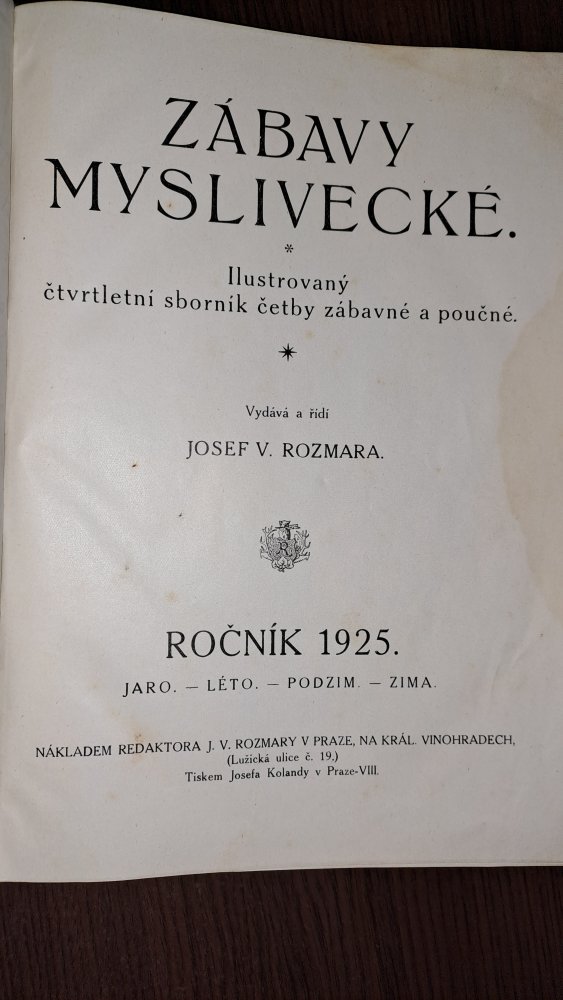 ZÁBAVY
MYSLIVECKÉ.
*
Ilustrovaný
čtvrtletní sborník četby zábavné a poučné.
Vydává a řídí
JOSEF V. ROZMARA.
R
ROČNÍK 1925.
JARO. — LÉTO. — PODZIM. — ZIMA.
NÁKLADEM REDAKTORA J. V. ROZMARY V PRAZE, NA KRÁL. VINOHRADECH,
(Lužická ulice č. 19.)
Tiskem Josefa Kolandy v Praze-VIII.